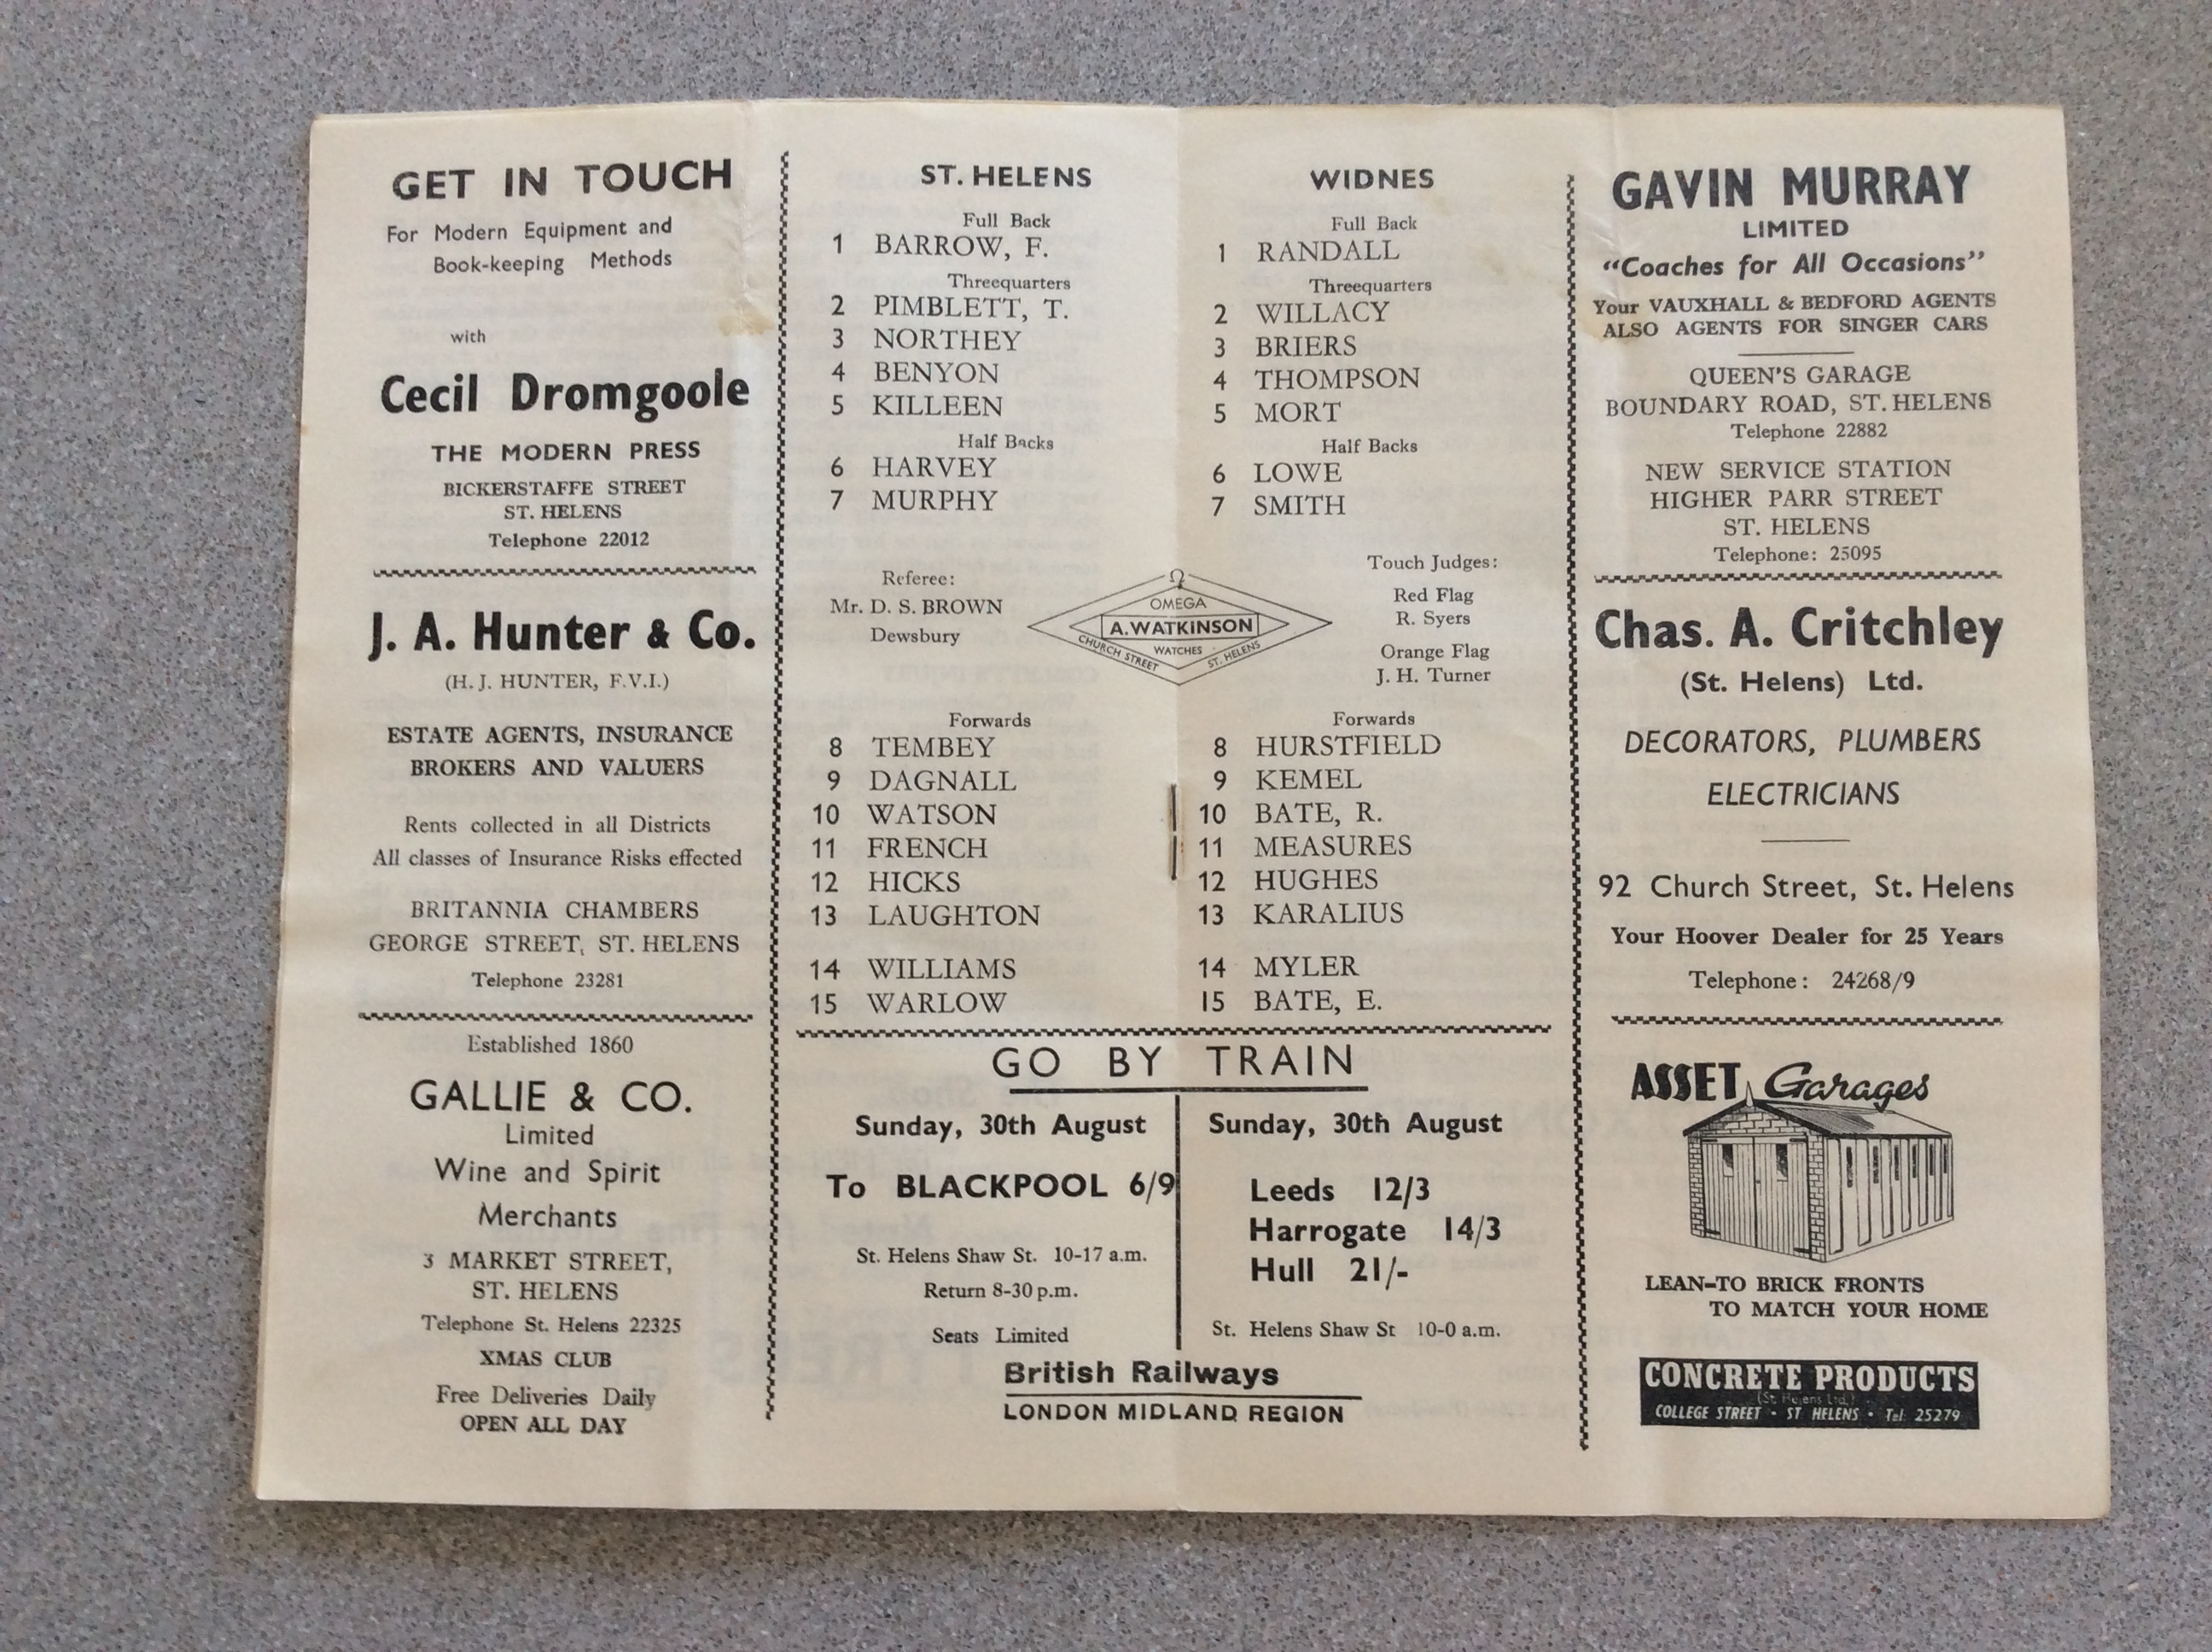 GET IN TOUCH
For Modern Equipment and
Book-keeping Methods
with
Cecil Dromgoole
THE MODERN PRESS
BICKERSTAFFE STREET
ST. HELENS
Telephone 22012
J. A. Hunter & Co.
(H. J. HUNTER, F.V.I.)
ESTATE AGENTS, INSURANCE
BROKERS AND VALUERS
Rents collected in all Districts
All classes of Insurance Risks effected
BRITANNIA CHAMBERS
GEORGE STREET, ST. HELENS
Telephone 23281
Established 1860
GALLIE & CO.
Limited
Wine and Spirit
Merchants
3 MARKET STREET,
ST. HELENS
Telephone St. Helens 22325
XMAS CLUB
Free Deliveries Daily
OPEN ALL DAY
ST. HELENS
Full Back
1 BARROW, F.
Threequarters
2 PIMBLETT, T.
3 NORTHEY
4 BENYON
5 KILLEEN
Half Backs
6 HARVEY
7 MURPHY
Referee:
Mr. D. S. BROWN
Dewsbury
Ω
OMEGA
A. WATKINSON
WATCHES
CHURCH STREET ST. HELENS
Forwards
8 TEMBEY
9 DAGNALL
10 WATSON
11 FRENCH
12 HICKS
13 LAUGHTON
14 WILLIAMS
15 WARLOW
WIDNES
Full Back
1 RANDALL
Threequarters
2 WILLACY
3 BRIERS
4 THOMPSON
5 MORT
Half Backs
6 LOWE
7 SMITH
Touch Judges:
Red Flag
R. Syers
Orange Flag
J. H. Turner
Forwards
8 HURSTFIELD
9 KEMEL
10 BATE, R.
11 MEASURES
12 HUGHES
13 KARALIUS
14 MYLER
15 BATE, E.
GO BY TRAIN
Sunday, 30th August
To BLACKPOOL 6/9
St. Helens Shaw St. 10-17 a.m.
Return 8-30 p.m.
Seats Limited
Sunday, 30th August
Leeds 12/3
Harrogate 14/3
Hull 21/-
St. Helens Shaw St 10-0 a.m.
British Railways
LONDON MIDLAND REGION
GAVIN MURRAY
LIMITED
"Coaches for All Occasions"
Your VAUXHALL & BEDFORD AGENTS
ALSO AGENTS FOR SINGER CARS
QUEEN'S GARAGE
BOUNDARY ROAD, ST. HELENS
Telephone 22882
NEW SERVICE STATION
HIGHER PARR STREET
ST. HELENS
Telephone: 25095
Chas. A. Critchley
(St. Helens) Ltd.
DECORATORS, PLUMBERS
ELECTRICIANS
92 Church Street, St. Helens
Your Hoover Dealer for 25 Years
Telephone: 24268/9
ASSET Garages
LEAN-TO BRICK FRONTS
TO MATCH YOUR HOME
CONCRETE PRODUCTS
(St. Helens Ltd.)
COLLEGE STREET · ST HELENS · Tel: 25279